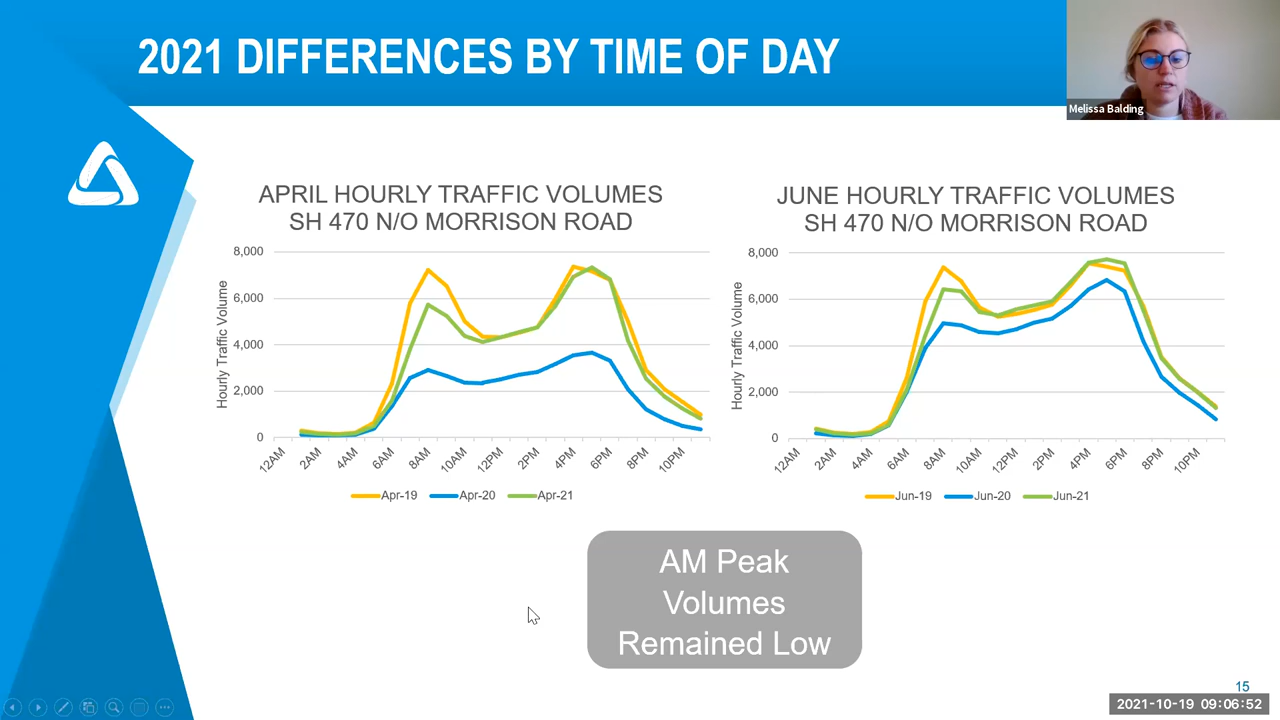 2021 DIFFERENCES BY TIME OF DAY
Melissa Balding
APRIL HOURLY TRAFFIC VOLUMES
SH 470 N/O MORRISON ROAD
8,000
6,000
4,000
2,000
0
Hourly Traffic Volume
12AM 2AM 4AM 6AM 8AM 10AM 12PM 2PM 4PM 6PM 8PM 10PM
Apr-19 Apr-20 Apr-21
JUNE HOURLY TRAFFIC VOLUMES
SH 470 N/O MORRISON ROAD
8,000
6,000
4,000
2,000
0
Hourly Traffic Volume
12AM 2AM 4AM 6AM 8AM 10AM 12PM 2PM 4PM 6PM 8PM 10PM
Jun-19 Jun-20 Jun-21
AM Peak
Volumes
Remained Low
15
2021-10-19 09:06:52